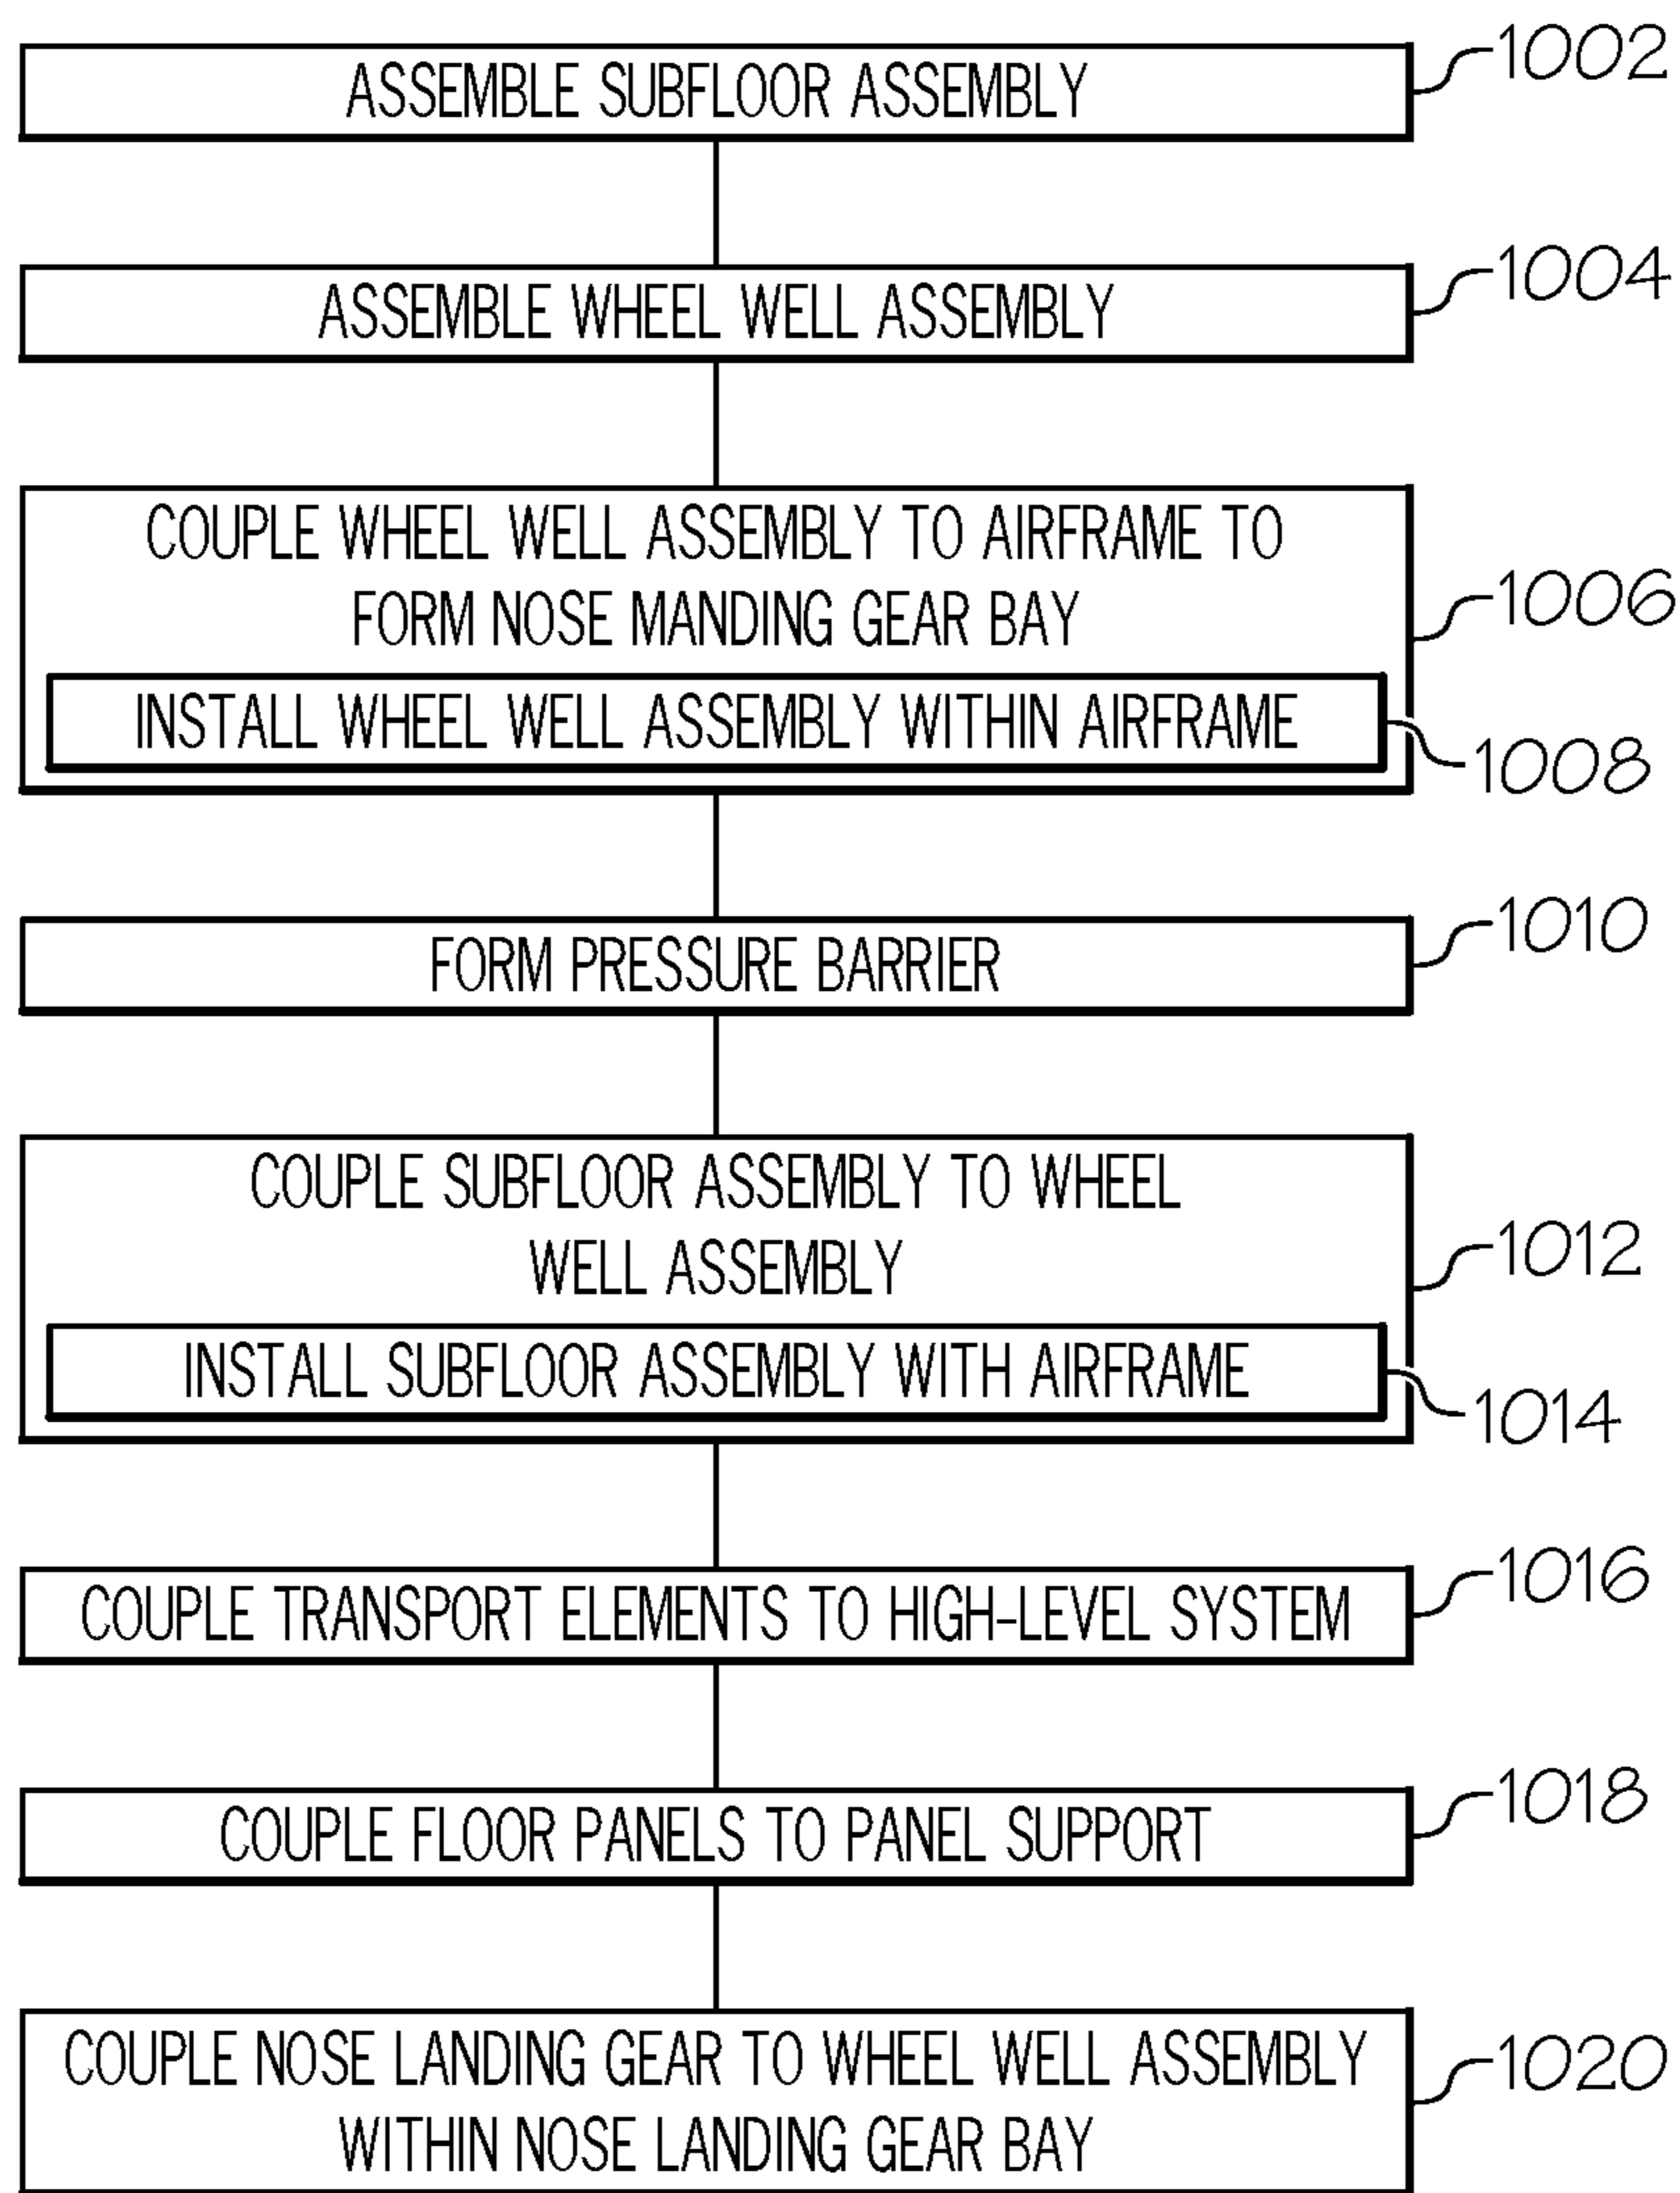 ASSEMBLE SUBFLOOR ASSEMBLY
1002
ASSEMBLE WHEEL WELL ASSEMBLY
1004
COUPLE WHEEL WELL ASSEMBLY TO AIRFRAME TO
FORM NOSE MANDING GEAR BAY
1006
INSTALL WHEEL WELL ASSEMBLY WITHIN AIRFRAME
1008
FORM PRESSURE BARRIER
1010
COUPLE SUBFLOOR ASSEMBLY TO WHEEL
WELL ASSEMBLY
1012
INSTALL SUBFLOOR ASSEMBLY WITH AIRFRAME
1014
COUPLE TRANSPORT ELEMENTS TO HIGH-LEVEL SYSTEM
1016
COUPLE FLOOR PANELS TO PANEL SUPPORT
1018
COUPLE NOSE LANDING GEAR TO WHEEL WELL ASSEMBLY
WITHIN NOSE LANDING GEAR BAY
1020